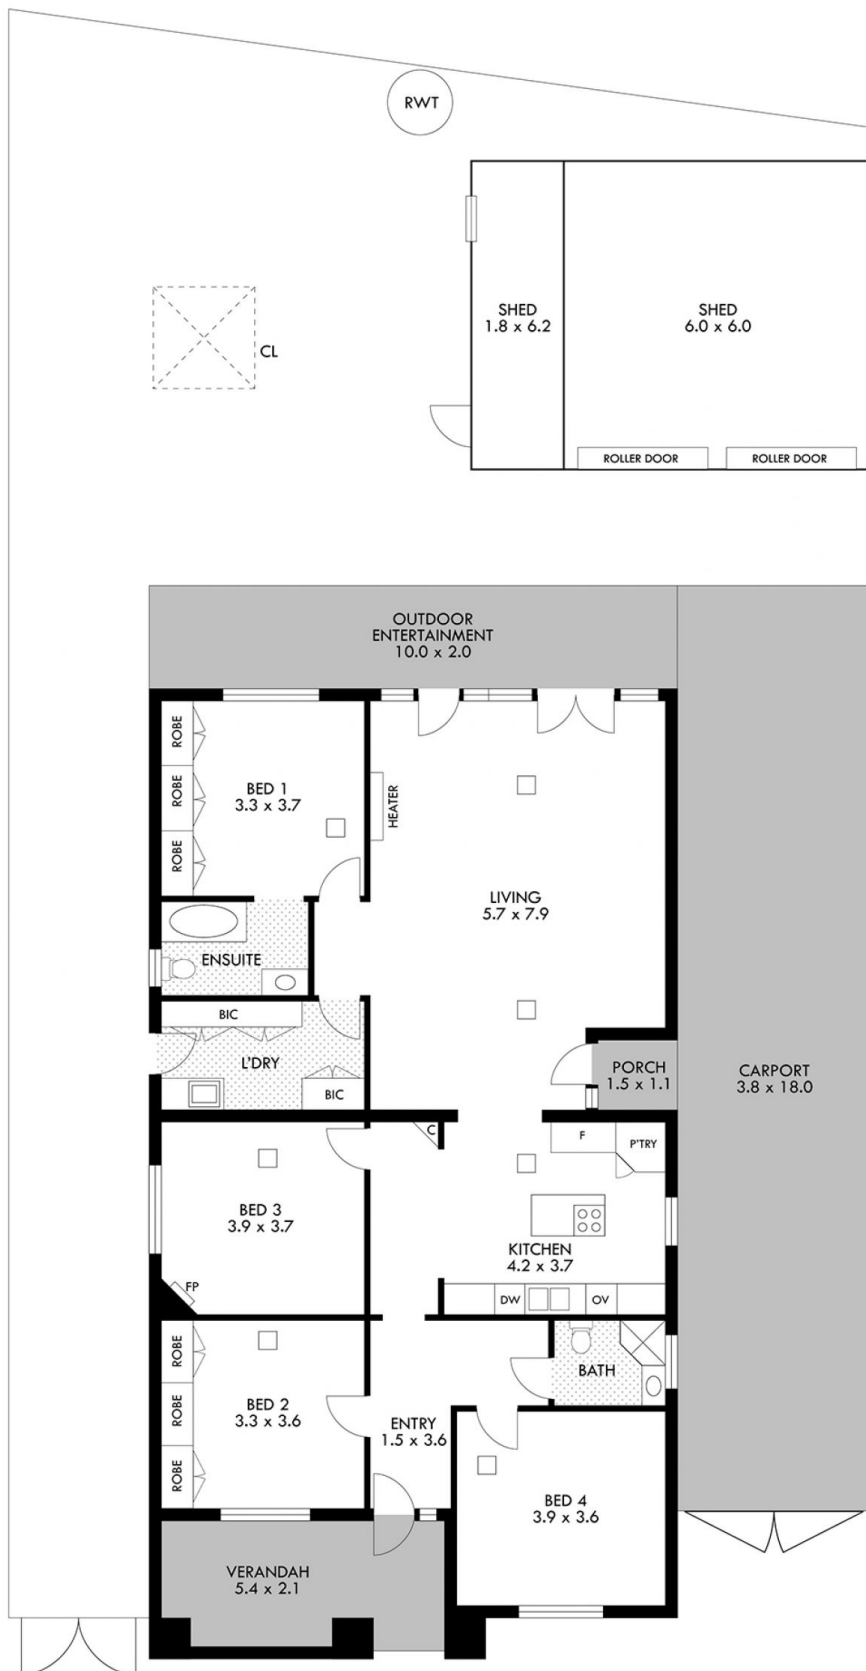 RWT
SHED
1.8 x 6.2
SHED
6.0 x 6.0
CL
ROLLER DOOR
ROLLER DOOR
OUTDOOR
ENTERTAINMENT
10.0 x 2.0
ROBE
ROBE
ROBE
BED 1
3.3 x 3.7
HEATER
LIVING
5.7 x 7.9
ENSUITE
BIC
L'DRY
BIC
PORCH
1.5 x 1.1
CARPORT
3.8 x 18.0
C
F
P'TRY
BED 3
3.9 x 3.7
FP
KITCHEN
4.2 x 3.7
DW
OV
ROBE
ROBE
ROBE
BED 2
3.3 x 3.6
BATH
ENTRY
1.5 x 3.6
BED 4
3.9 x 3.6
VERANDAH
5.4 x 2.1